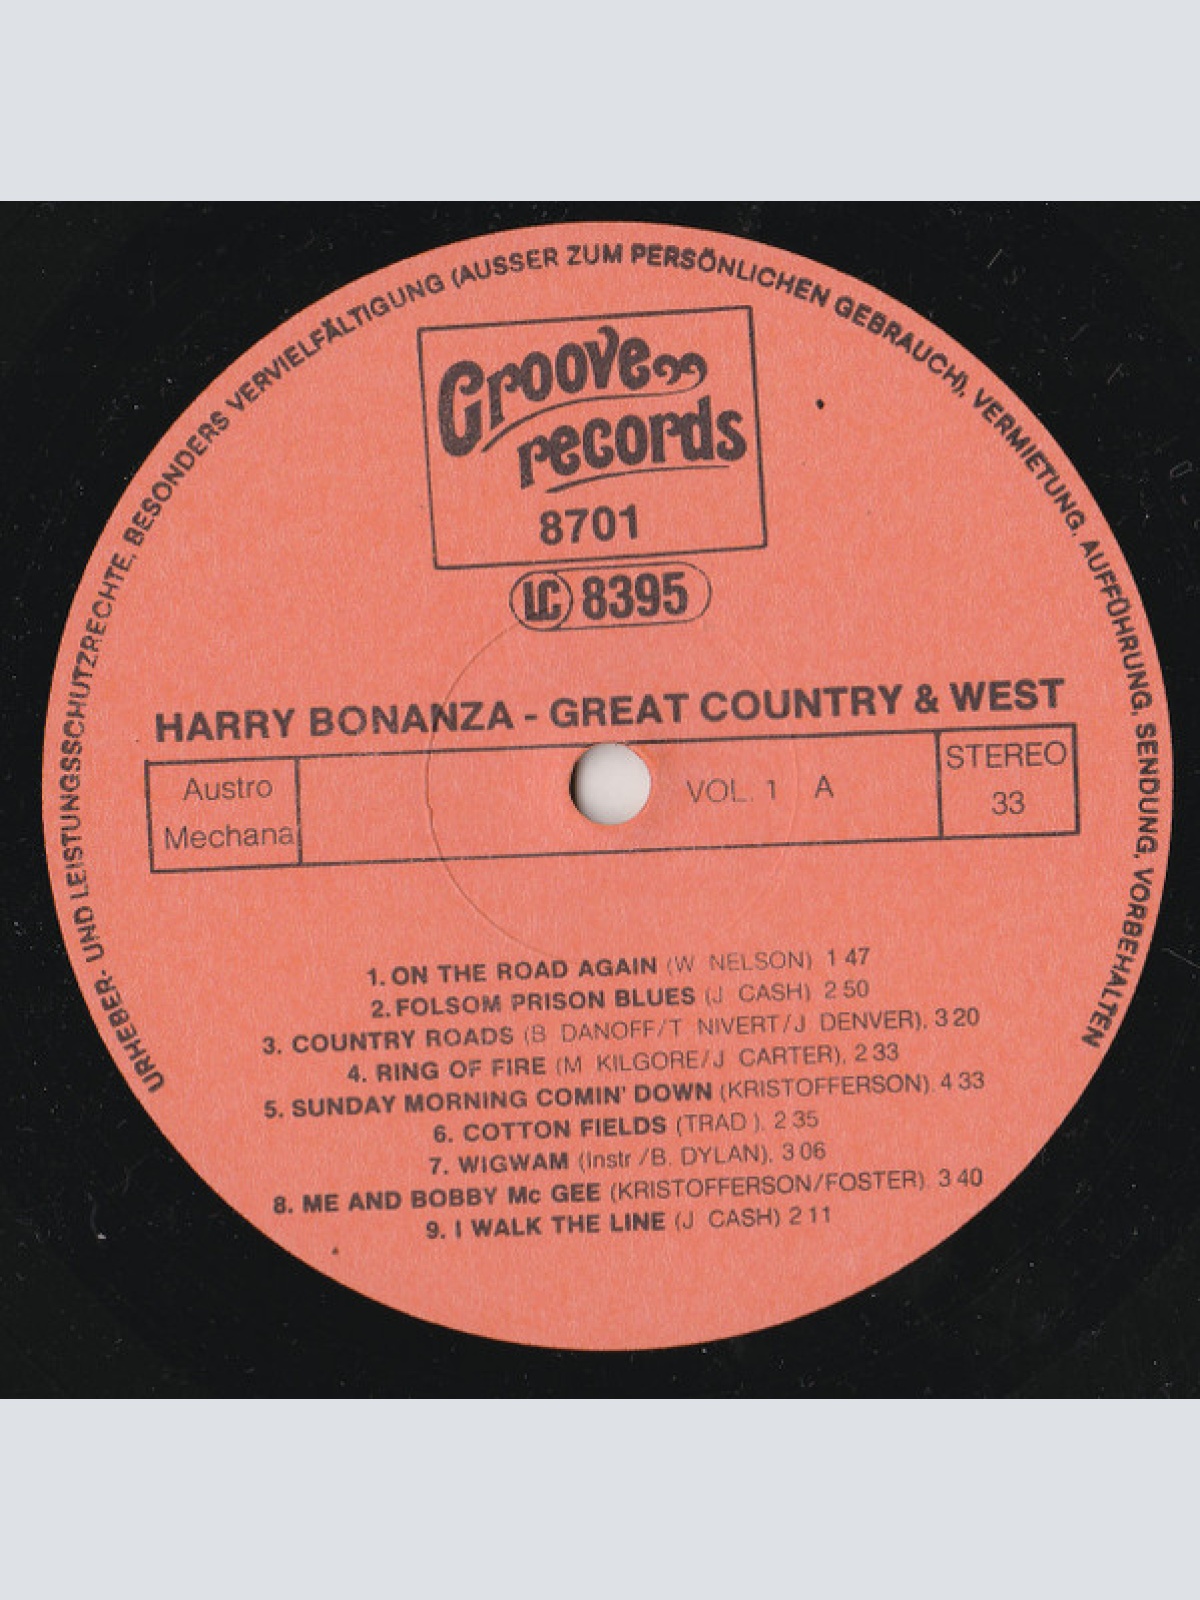 URHEBER- UND LEISTUNGSSCHUTZRECHTE, BESONDERS VERVIELFÄLTIGUNG (AUSSER ZUM PERSÖNLICHEN GEBRAUCH), VERMIETUNG, AUFFÜHRUNG, SENDUNG, VORBEHALTEN
Groove
records
8701
LC 8395
HARRY BONANZA - GREAT COUNTRY & WEST
Austro
Mechana
VOL. 1 A
STEREO
33
1. ON THE ROAD AGAIN (W NELSON) 1 47
2. FOLSOM PRISON BLUES (J CASH) 2 50
3. COUNTRY ROADS (B DANOFF/T NIVERT/J DENVER), 3 20
4. RING OF FIRE (M KILGORE/J CARTER), 2 33
5. SUNDAY MORNING COMIN' DOWN (KRISTOFFERSON). 4 33
6. COTTON FIELDS (TRAD ). 2 35
7. WIGWAM (Instr /B. DYLAN), 3 06
8. ME AND BOBBY Mc GEE (KRISTOFFERSON/FOSTER) 3 40
9. I WALK THE LINE (J CASH) 2 11